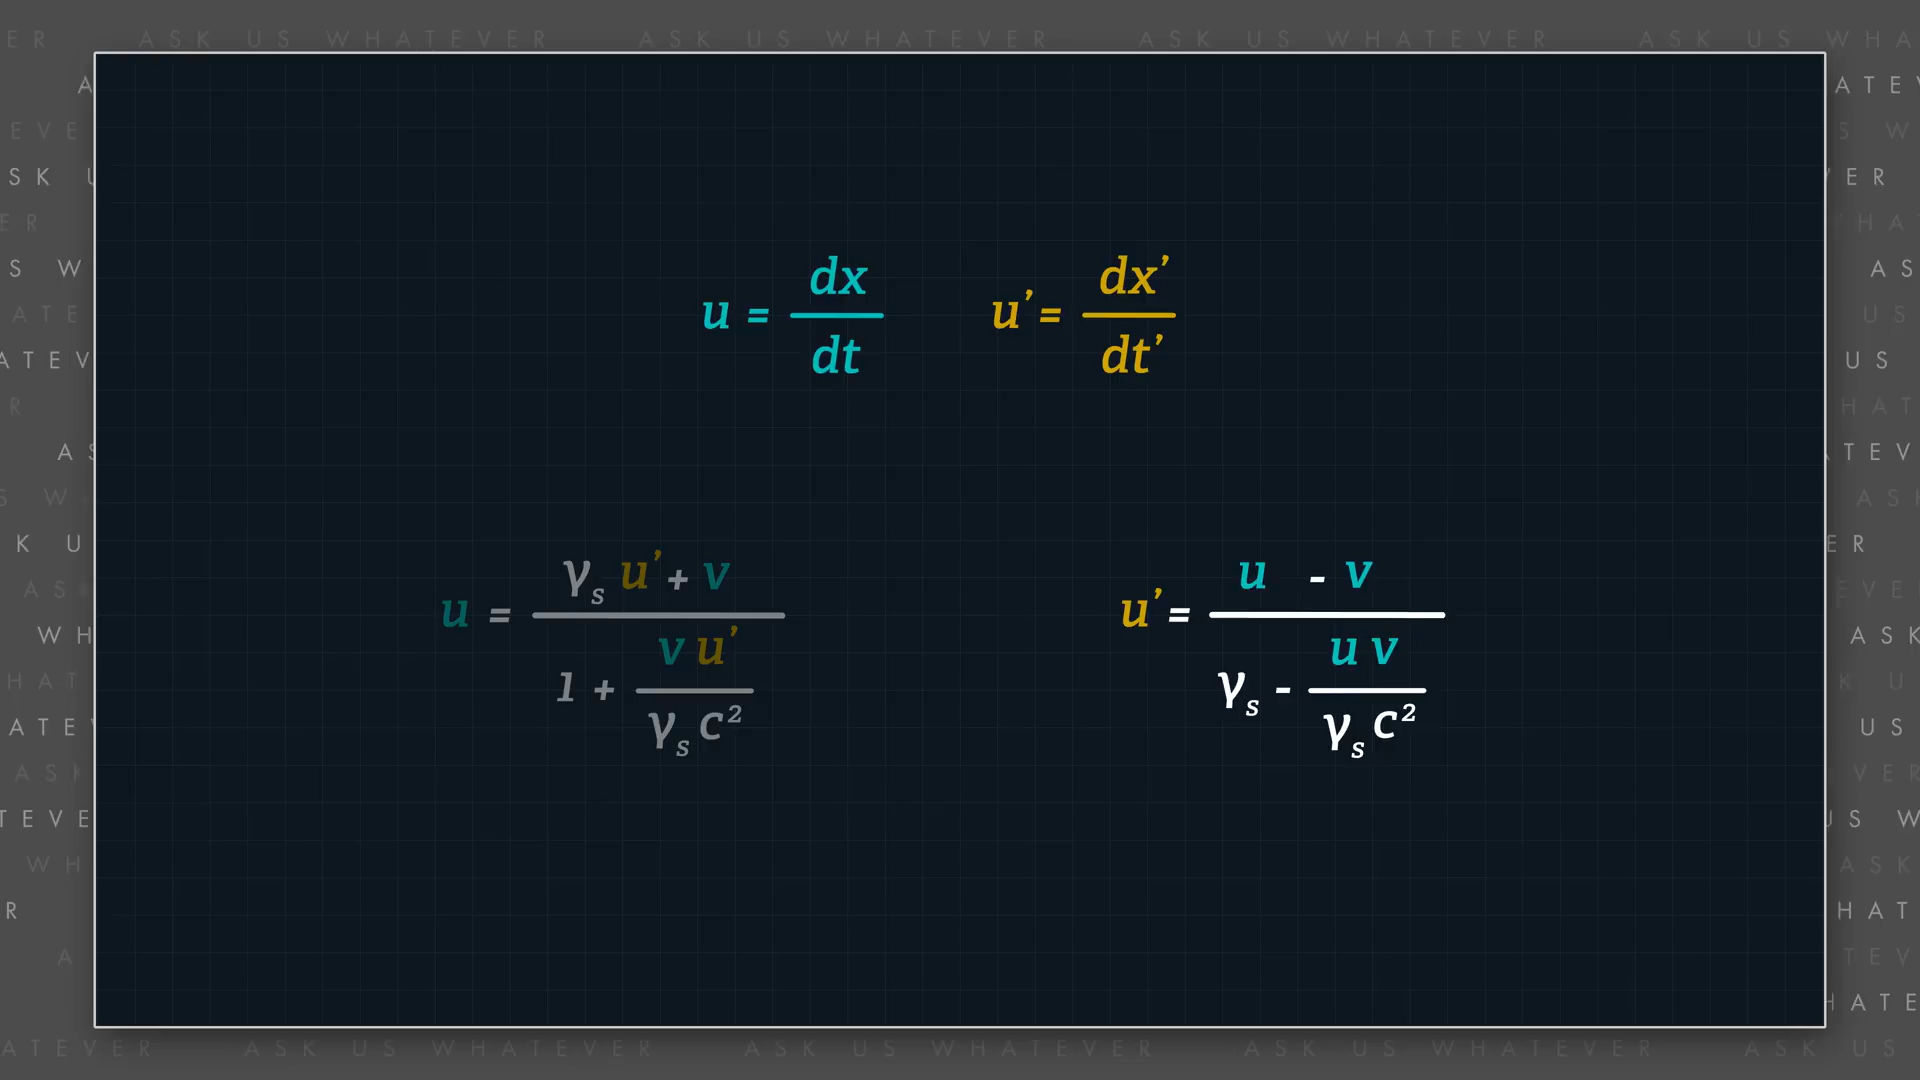 ASK US WHATEVER
u = dx/dt
u' = dx'/dt'
u = (γₛ u' + v) / (1 + v u' / (γₛ c²))
u' = (u - v) / (γₛ - u v / (γₛ c²))